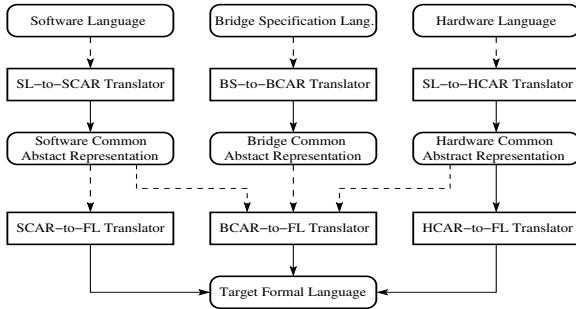 Software Language
Bridge Specification Lang.
Hardware Language
SL-to-SCAR Translator
BS-to-BCAR Translator
SL-to-HCAR Translator
Software Common
Abstact Representation
Bridge Common
Abstact Representation
Hardware Common
Abstract Representation
SCAR-to-FL Translator
BCAR-to-FL Translator
HCAR-to-FL Translator
Target Formal Language